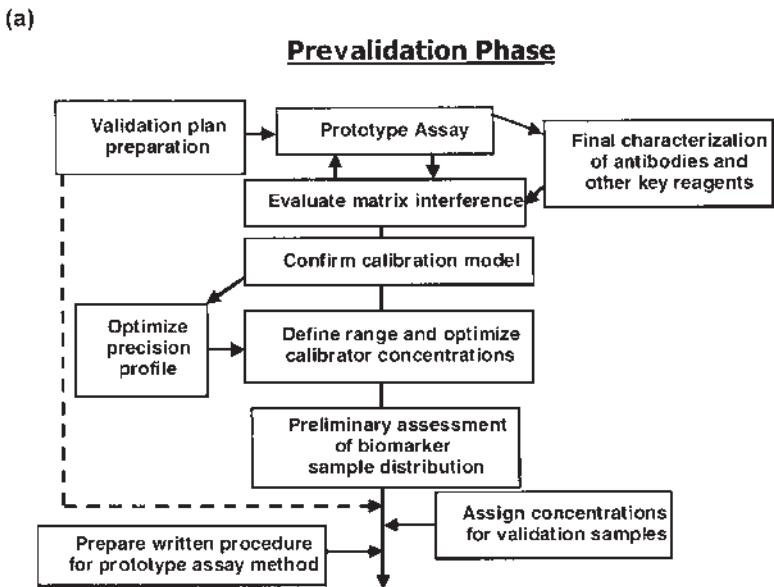 (a)
Prevalidation Phase
Validation plan
preparation
Prototype Assay
Final characterization
of antibodies and
other key reagents
Evaluate matrix interference
Confirm calibration model
Optimize
precision
profile
Define range and optimize
calibrator concentrations
Preliminary assessment
of biomarker
sample distribution
Assign concentrations
for validation samples
Prepare written procedure
for prototype assay method